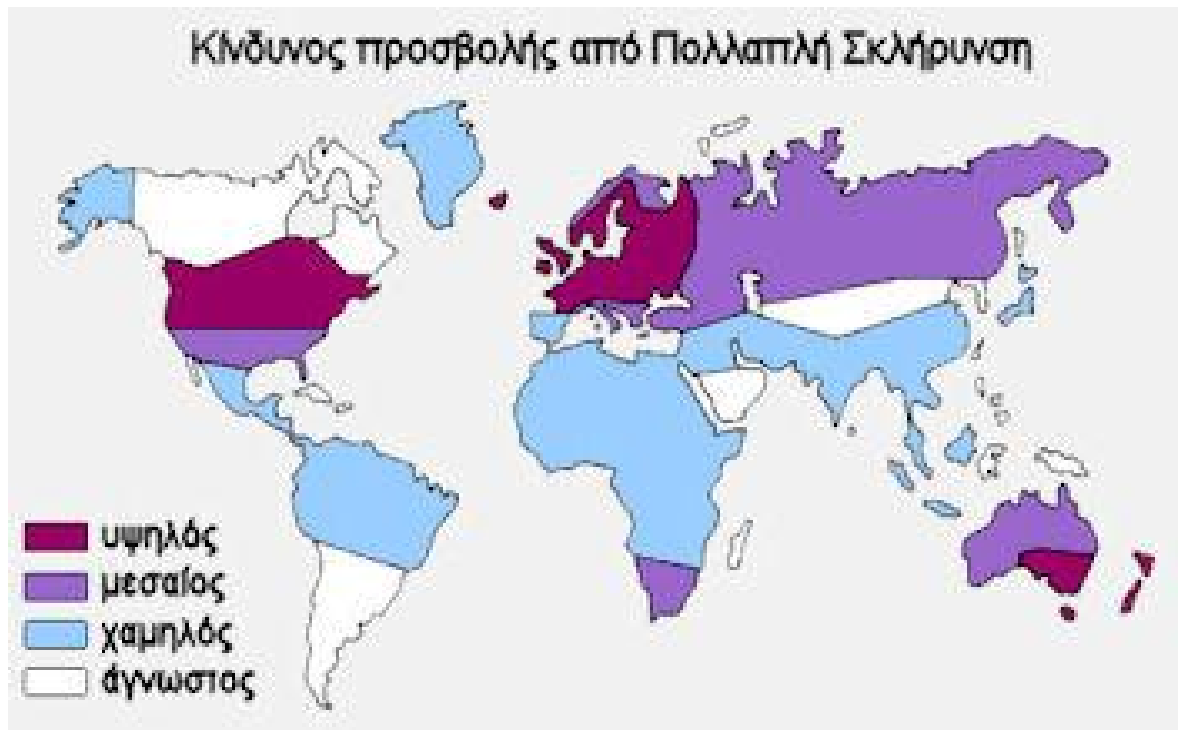 Κίνδυνος προσβολής από Πολλαπλή Σκλήρυνση
υψηλός
μεσαίος
χαμηλός
άγνωστος